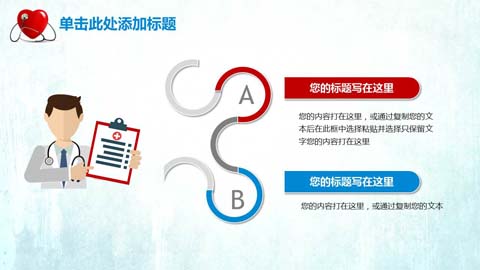 单击此处添加标题
A
您的标题写在这里
您的内容打在这里，或通过复制您的文
本后在此框中选择粘贴并选择只保留文
字您的内容打在这里
B
您的标题写在这里
您的内容打在这里，或通过复制您的文本